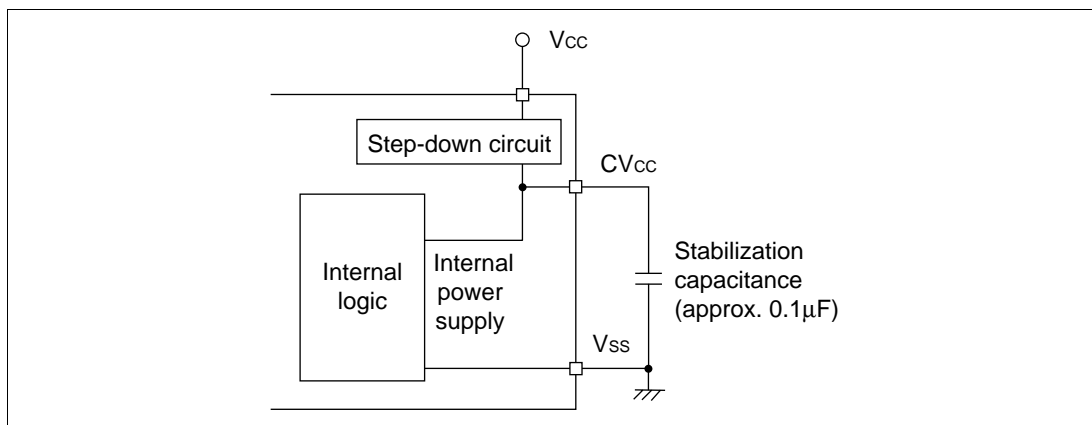 Vcc
Step-down circuit
CVcc
Internal
logic
Internal
power
supply
Stabilization
capacitance
(approx. 0.1μF)
Vss